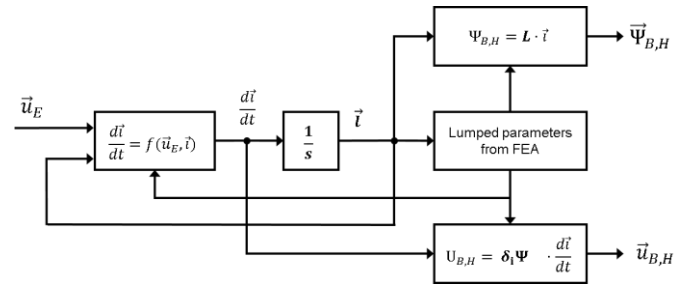 Ψ_{B,H} = L · i⃗
Ψ⃗_{B,H}
u⃗_E
di⃗/dt
i⃗
di⃗/dt = f(u⃗_E, i⃗)
1/s
Lumped parameters
from FEA
U_{B,H} = δ_i Ψ · di⃗/dt
u⃗_{B,H}